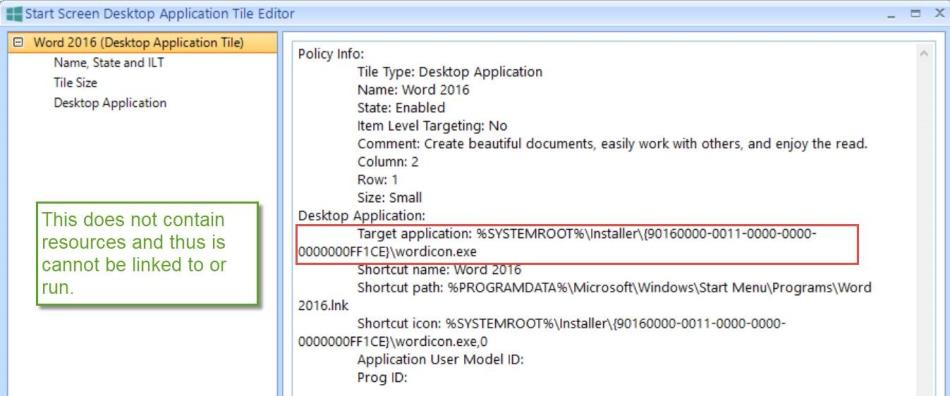 Start Screen Desktop Application Tile Editor
Word 2016 (Desktop Application Tile)
Name, State and ILT
Tile Size
Desktop Application
This does not contain
resources and thus is
cannot be linked to or
run.
Policy Info:
Tile Type: Desktop Application
Name: Word 2016
State: Enabled
Item Level Targeting: No
Comment: Create beautiful documents, easily work with others, and enjoy the read.
Column: 2
Row: 1
Size: Small
Desktop Application:
Target application: %SYSTEMROOT%\Installer\{90160000-0011-0000-0000-
0000000FF1CE}\wordicon.exe
Shortcut name: Word 2016
Shortcut path: %PROGRAMDATA%\Microsoft\Windows\Start Menu\Programs\Word
2016.lnk
Shortcut icon: %SYSTEMROOT%\Installer\{90160000-0011-0000-0000-
0000000FF1CE}\wordicon.exe,0
Application User Model ID:
Prog ID: